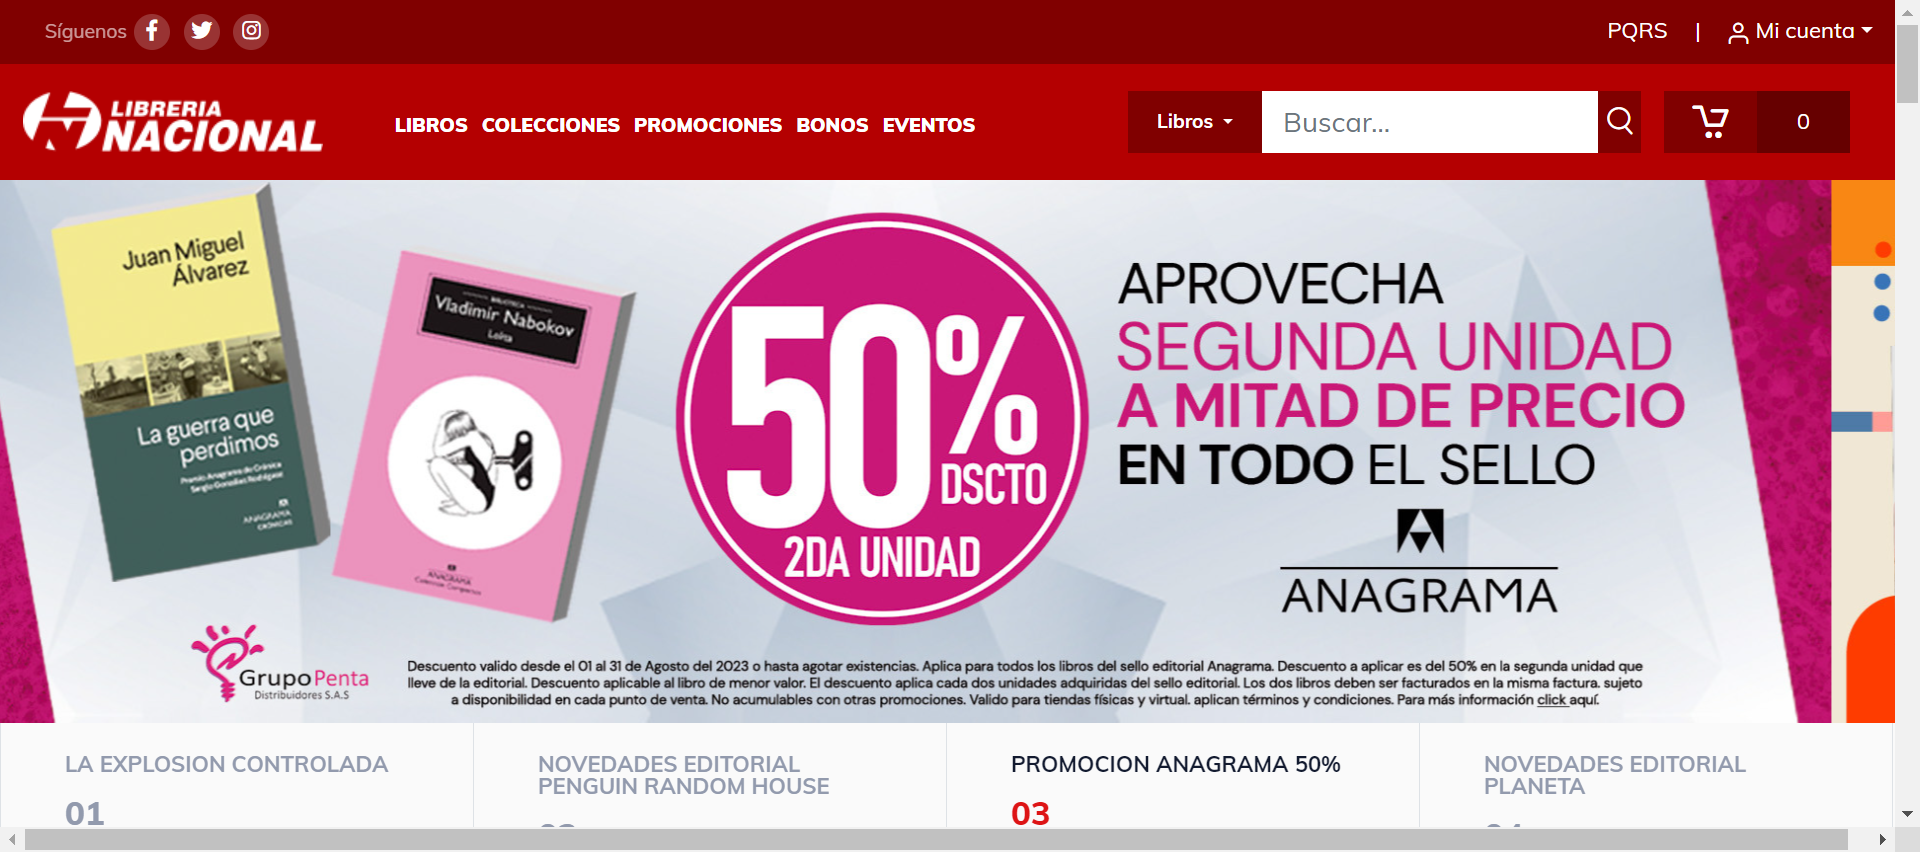 Síguenos
PQRS | Mi cuenta
LIBRERIA
NACIONAL
LIBROS COLECCIONES PROMOCIONES BONOS EVENTOS
Libros
Buscar...
0
Juan Miguel
Álvarez
La guerra que
perdimos
Premio Anagrama de Crónica
Sergio González Rodríguez
ANAGRAMA
CRÓNICAS
BIBLIOTECA
Vladimir Nabokov
Lolita
ANAGRAMA
Colección Compactos
50%
DSCTO
2DA UNIDAD
APROVECHA
SEGUNDA UNIDAD
A MITAD DE PRECIO
EN TODO EL SELLO
ANAGRAMA
GrupoPenta
Distribuidores S.A.S
Descuento valido desde el 01 al 31 de Agosto del 2023 o hasta agotar existencias. Aplica para todos los libros del sello editorial Anagrama. Descuento a aplicar es del 50% en la segunda unidad que
lleve de la editorial. Descuento aplicable al libro de menor valor. El descuento aplica cada dos unidades adquiridas del sello editorial. Los dos libros deben ser facturados en la misma factura. sujeto
a disponibilidad en cada punto de venta. No acumulables con otras promociones. Valido para tiendas físicas y virtual. aplican términos y condiciones. Para más información click aquí.
LA EXPLOSION CONTROLADA
01
NOVEDADES EDITORIAL
PENGUIN RANDOM HOUSE
PROMOCION ANAGRAMA 50%
03
NOVEDADES EDITORIAL
PLANETA